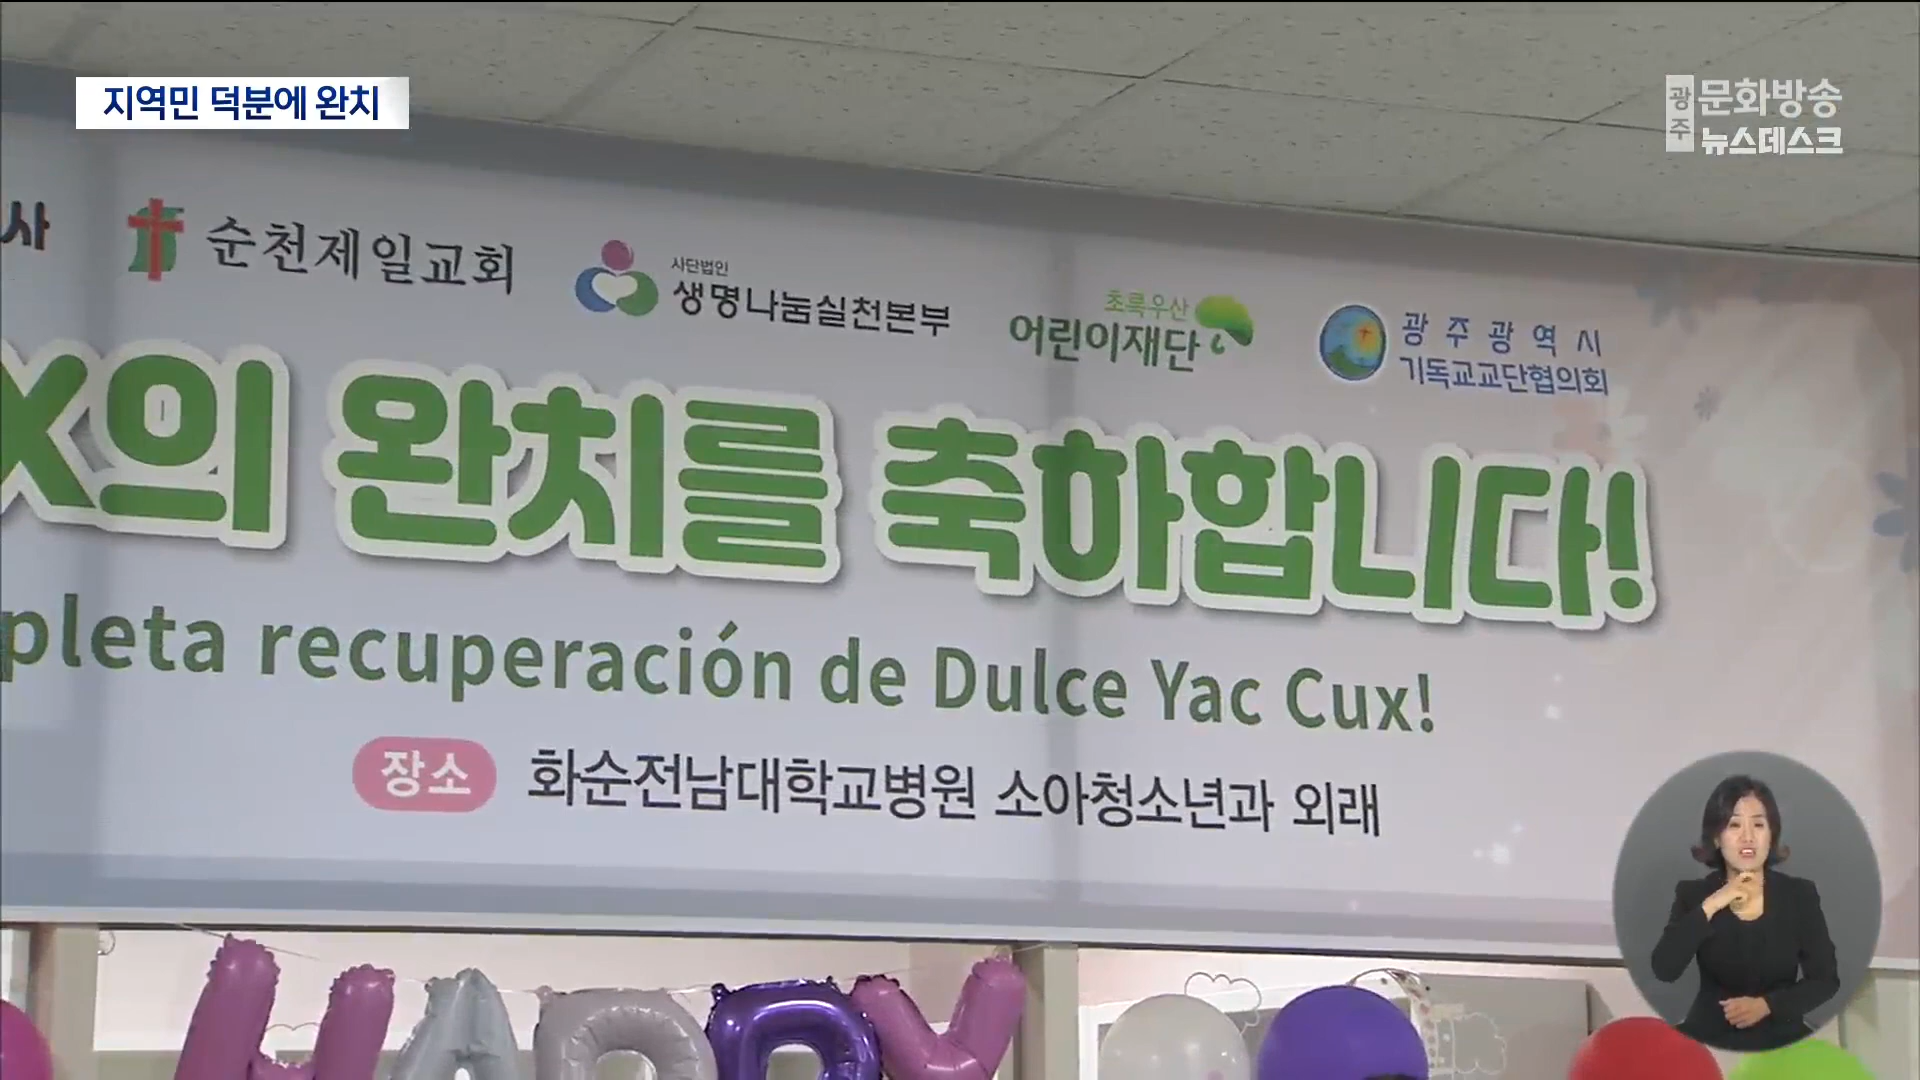 지역민 덕분에 완치
광주
문화방송
뉴스데스크
사
순천제일교회
사단법인
생명나눔실천본부
초록우산
어린이재단
광주광역시
기독교교단협의회
x의 완치를 축하합니다!
pleta recuperación de Dulce Yac Cux!
장소 화순전남대학교병원 소아청소년과 외래
HAPPY